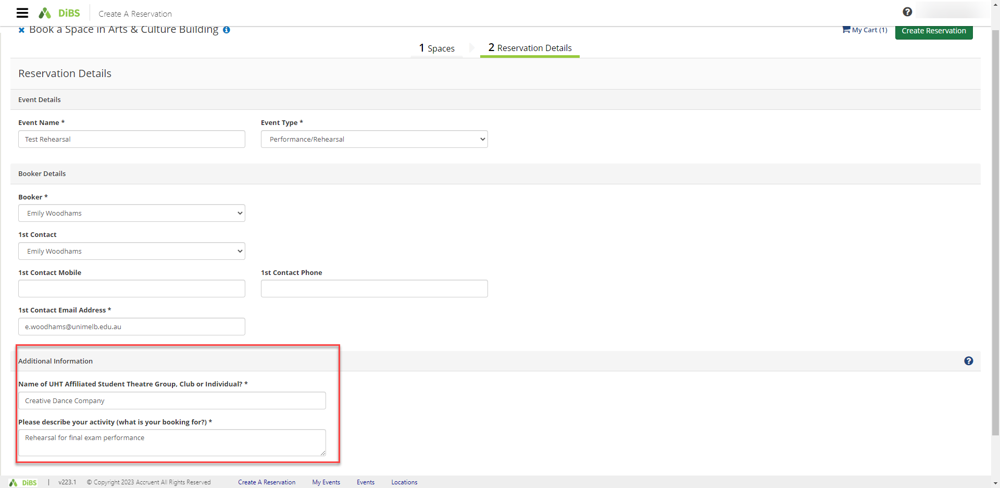 DiBS
Create A Reservation
Book a Space in Arts & Culture Building
My Cart (1)
Create Reservation
1 Spaces
2 Reservation Details
Reservation Details
Event Details
Event Name *
Event Type *
Test Rehearsal
Performance/Rehearsal
Booker Details
Booker *
Emily Woodhams
1st Contact
Emily Woodhams
1st Contact Mobile
1st Contact Phone
1st Contact Email Address *
e.woodhams@unimelb.edu.au
Additional Information
Name of UHT Affiliated Student Theatre Group, Club or Individual? *
Creative Dance Company
Please describe your activity (what is your booking for?) *
Rehearsal for final exam performance
DiBS | v223.1 © Copyright 2023 Accruent All Rights Reserved Create A Reservation My Events Events Locations